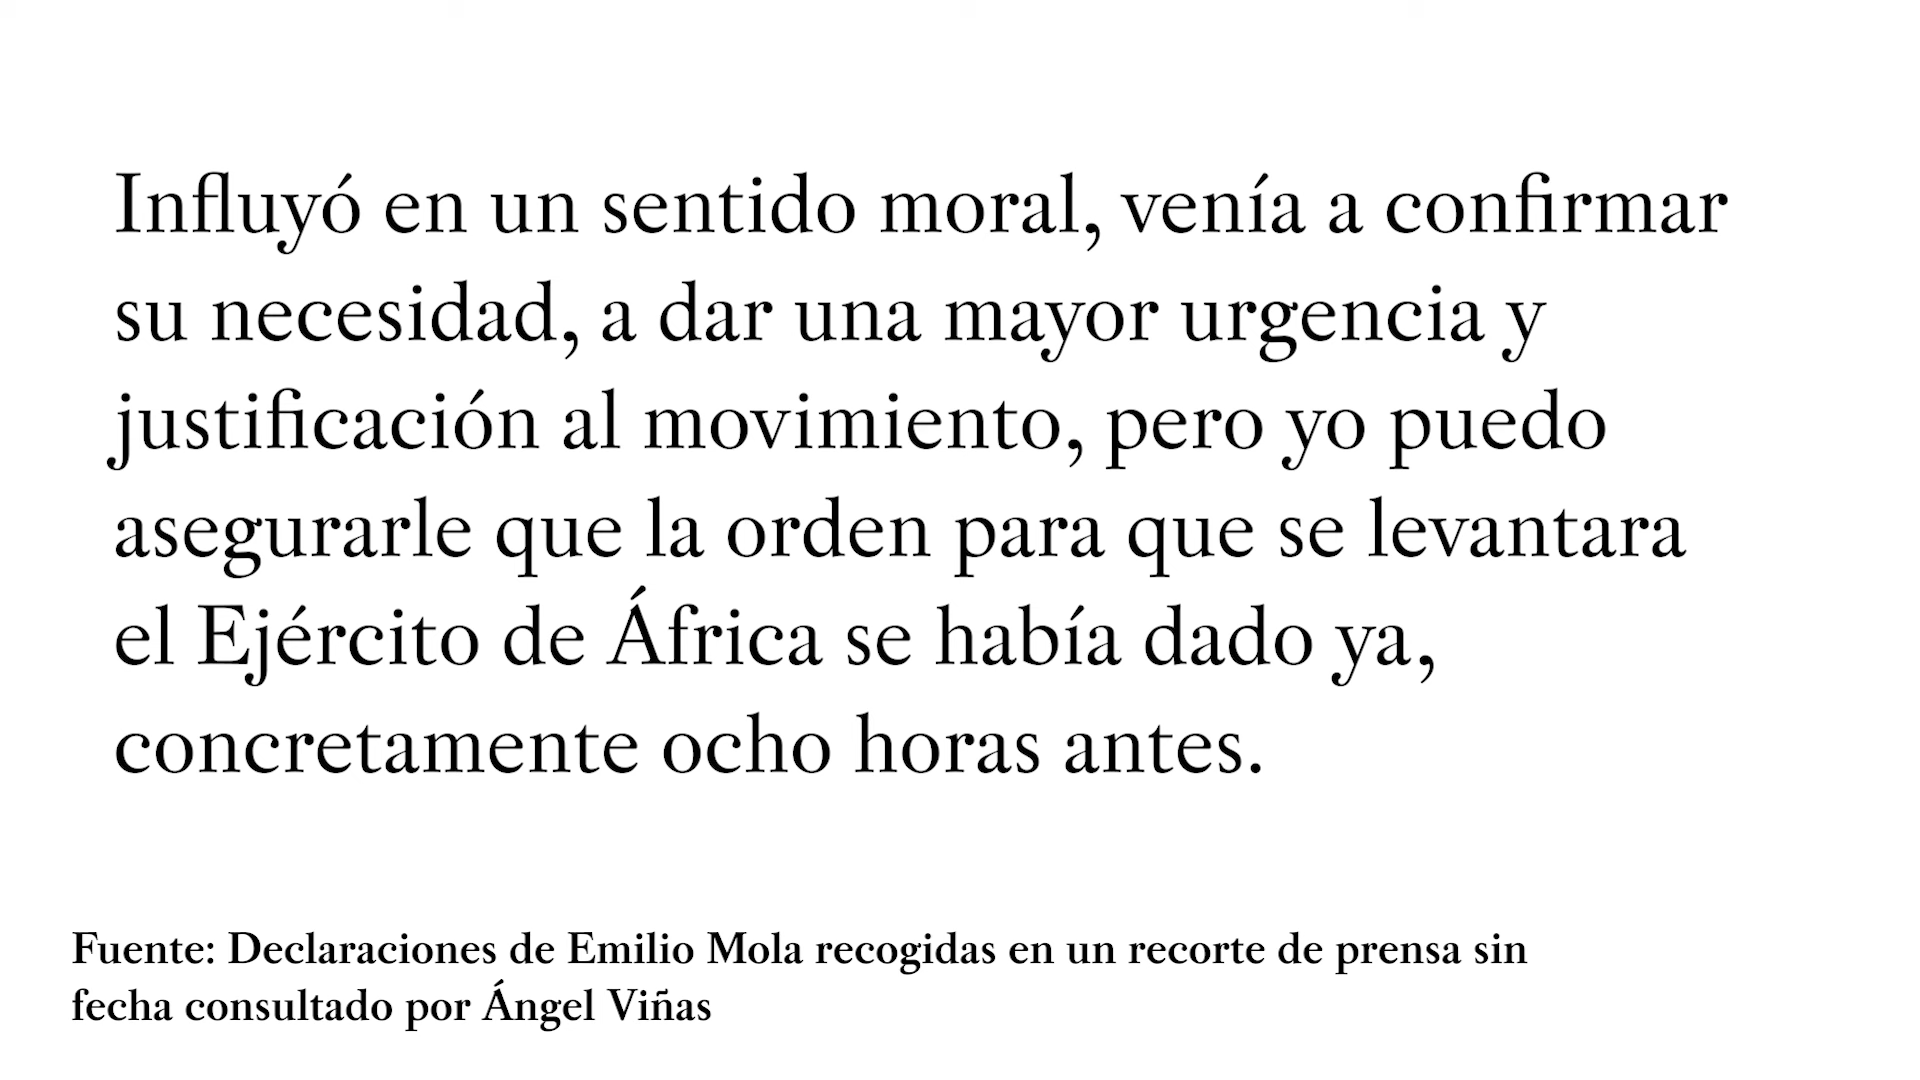 Influyó en un sentido moral, venía a confirmar
su necesidad, a dar una mayor urgencia y
justificación al movimiento, pero yo puedo
asegurarle que la orden para que se levantara
el Ejército de África se había dado ya,
concretamente ocho horas antes.
Fuente: Declaraciones de Emilio Mola recogidas en un recorte de prensa sin
fecha consultado por Ángel Viñas